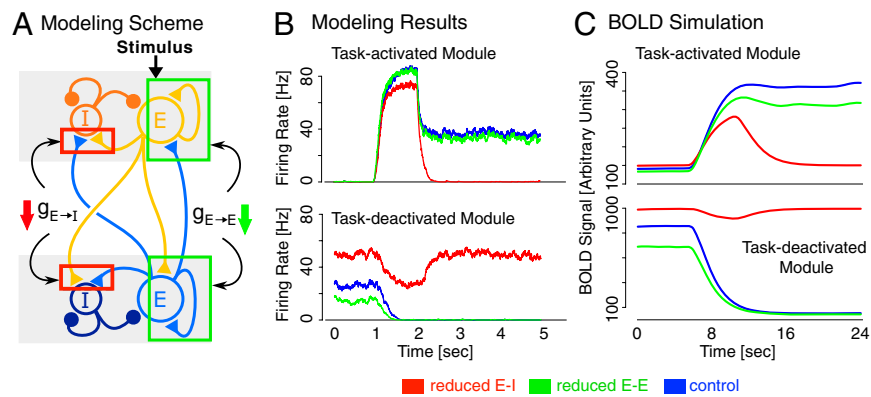 A Modeling Scheme
Stimulus
I
E
g E→I
g E→E
I
E
B Modeling Results
Task-activated Module
Firing Rate [Hz]
80
40
0
Task-deactivated Module
Firing Rate [Hz]
80
40
0
0 1 2 3 4 5
Time [sec]
C BOLD Simulation
Task-activated Module
BOLD Signal [Arbitrary Units]
400
100
1000
100
Task-deactivated
Module
0 8 16 24
Time [sec]
reduced E-I reduced E-E control